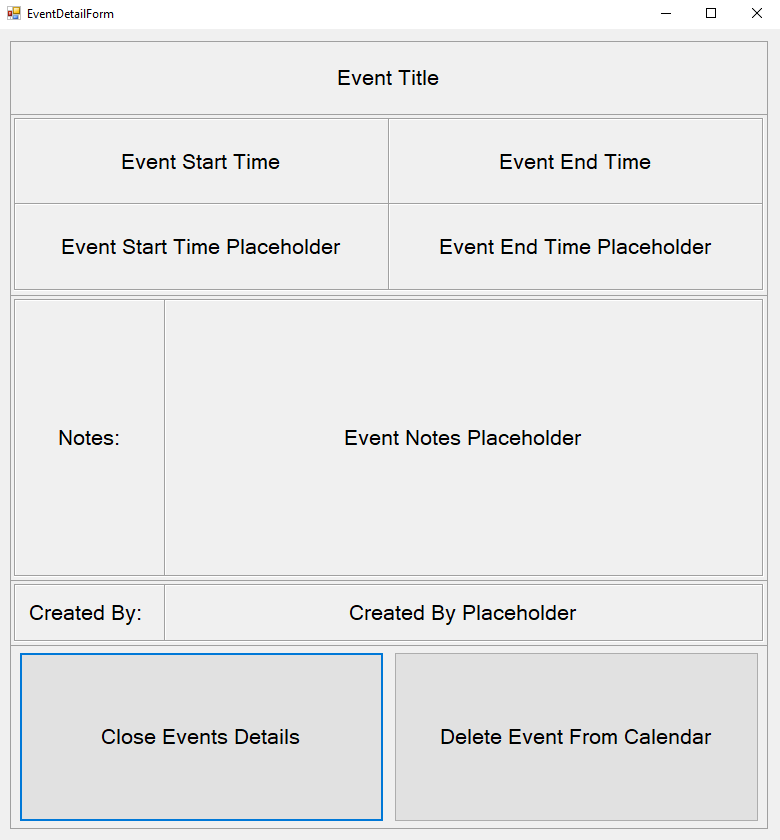 EventDetailForm
Event Title
Event Start Time
Event End Time
Event Start Time Placeholder
Event End Time Placeholder
Notes:
Event Notes Placeholder
Created By:
Created By Placeholder
Close Events Details
Delete Event From Calendar